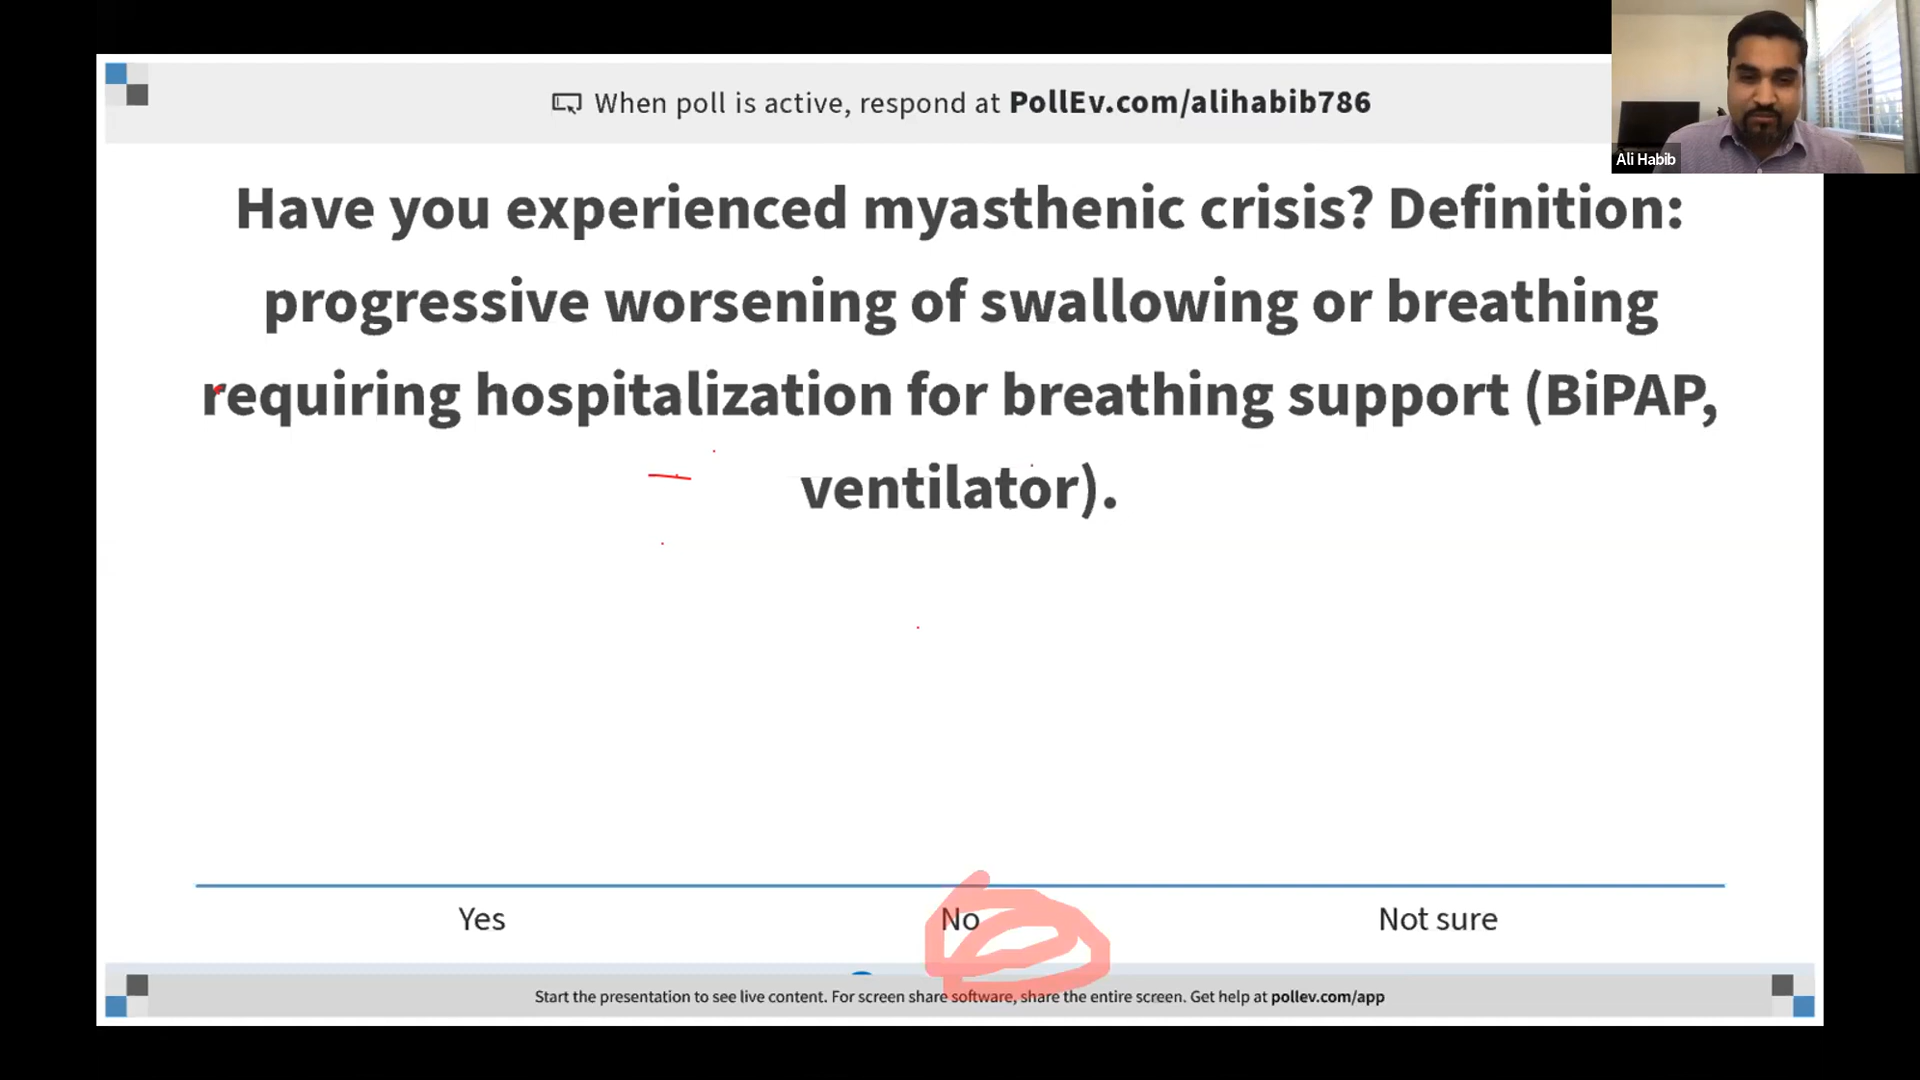 When poll is active, respond at PollEv.com/alihabib786
Ali Habib
Have you experienced myasthenic crisis? Definition:
progressive worsening of swallowing or breathing
requiring hospitalization for breathing support (BiPAP,
ventilator).
Yes
No
Not sure
Start the presentation to see live content. For screen share software, share the entire screen. Get help at pollev.com/app